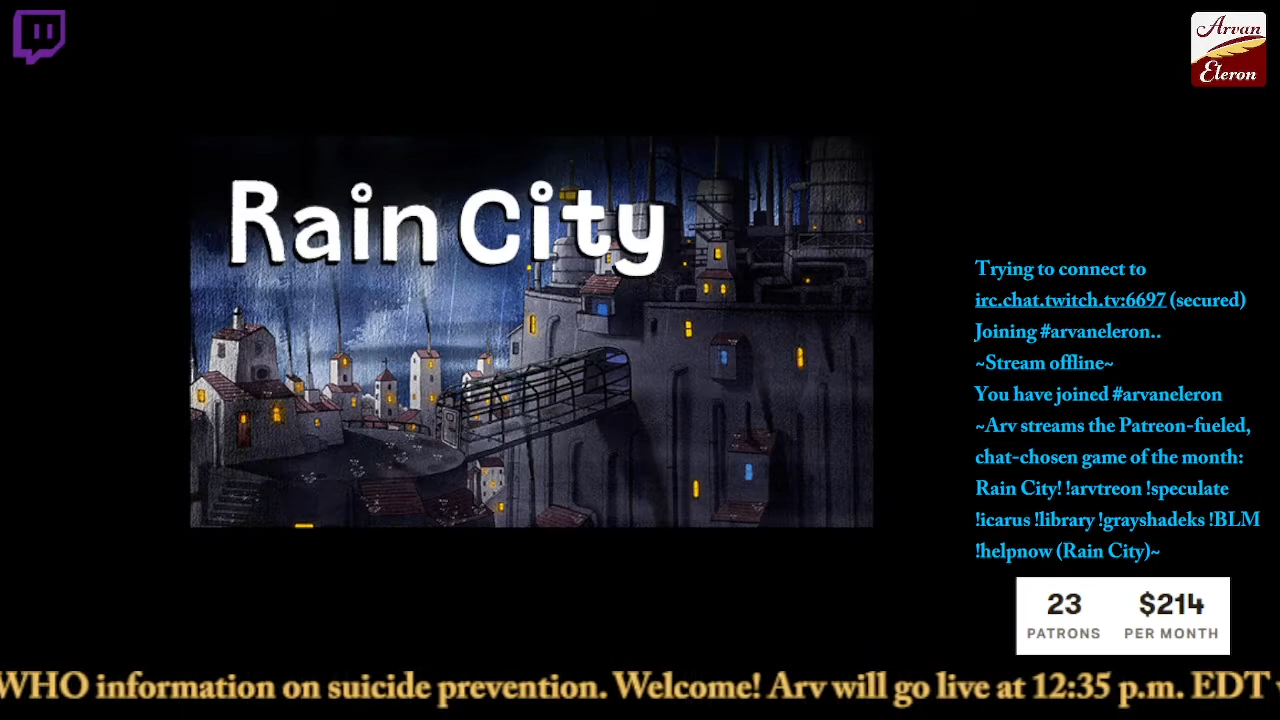 Arvan
Eleron
Rain City
Trying to connect to
irc.chat.twitch.tv:6697 (secured)
Joining #arvaneleron..
~Stream offline~
You have joined #arvaneleron
~Arv streams the Patreon-fueled,
chat-chosen game of the month:
Rain City! !arvtreon !speculate
!icarus !library !grayshadeks !BLM
!helpnow (Rain City)~
23 $214
PATRONS PER MONTH
WHO information on suicide prevention. Welcome! Arv will go live at 12:35 p.m. EDT